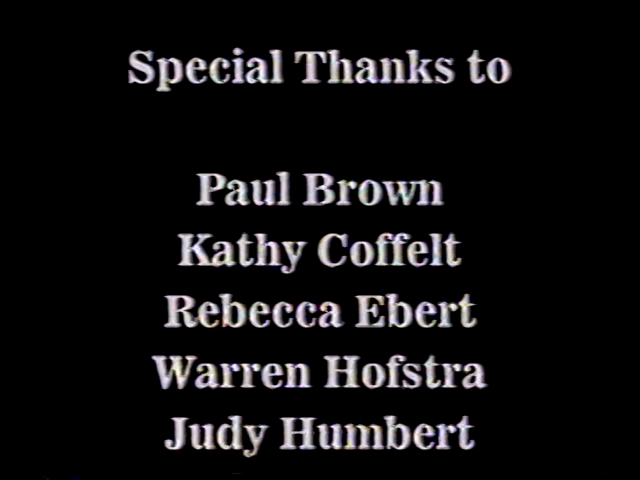 Special Thanks to
Paul Brown
Kathy Coffelt
Rebecca Ebert
Warren Hofstra
Judy Humbert